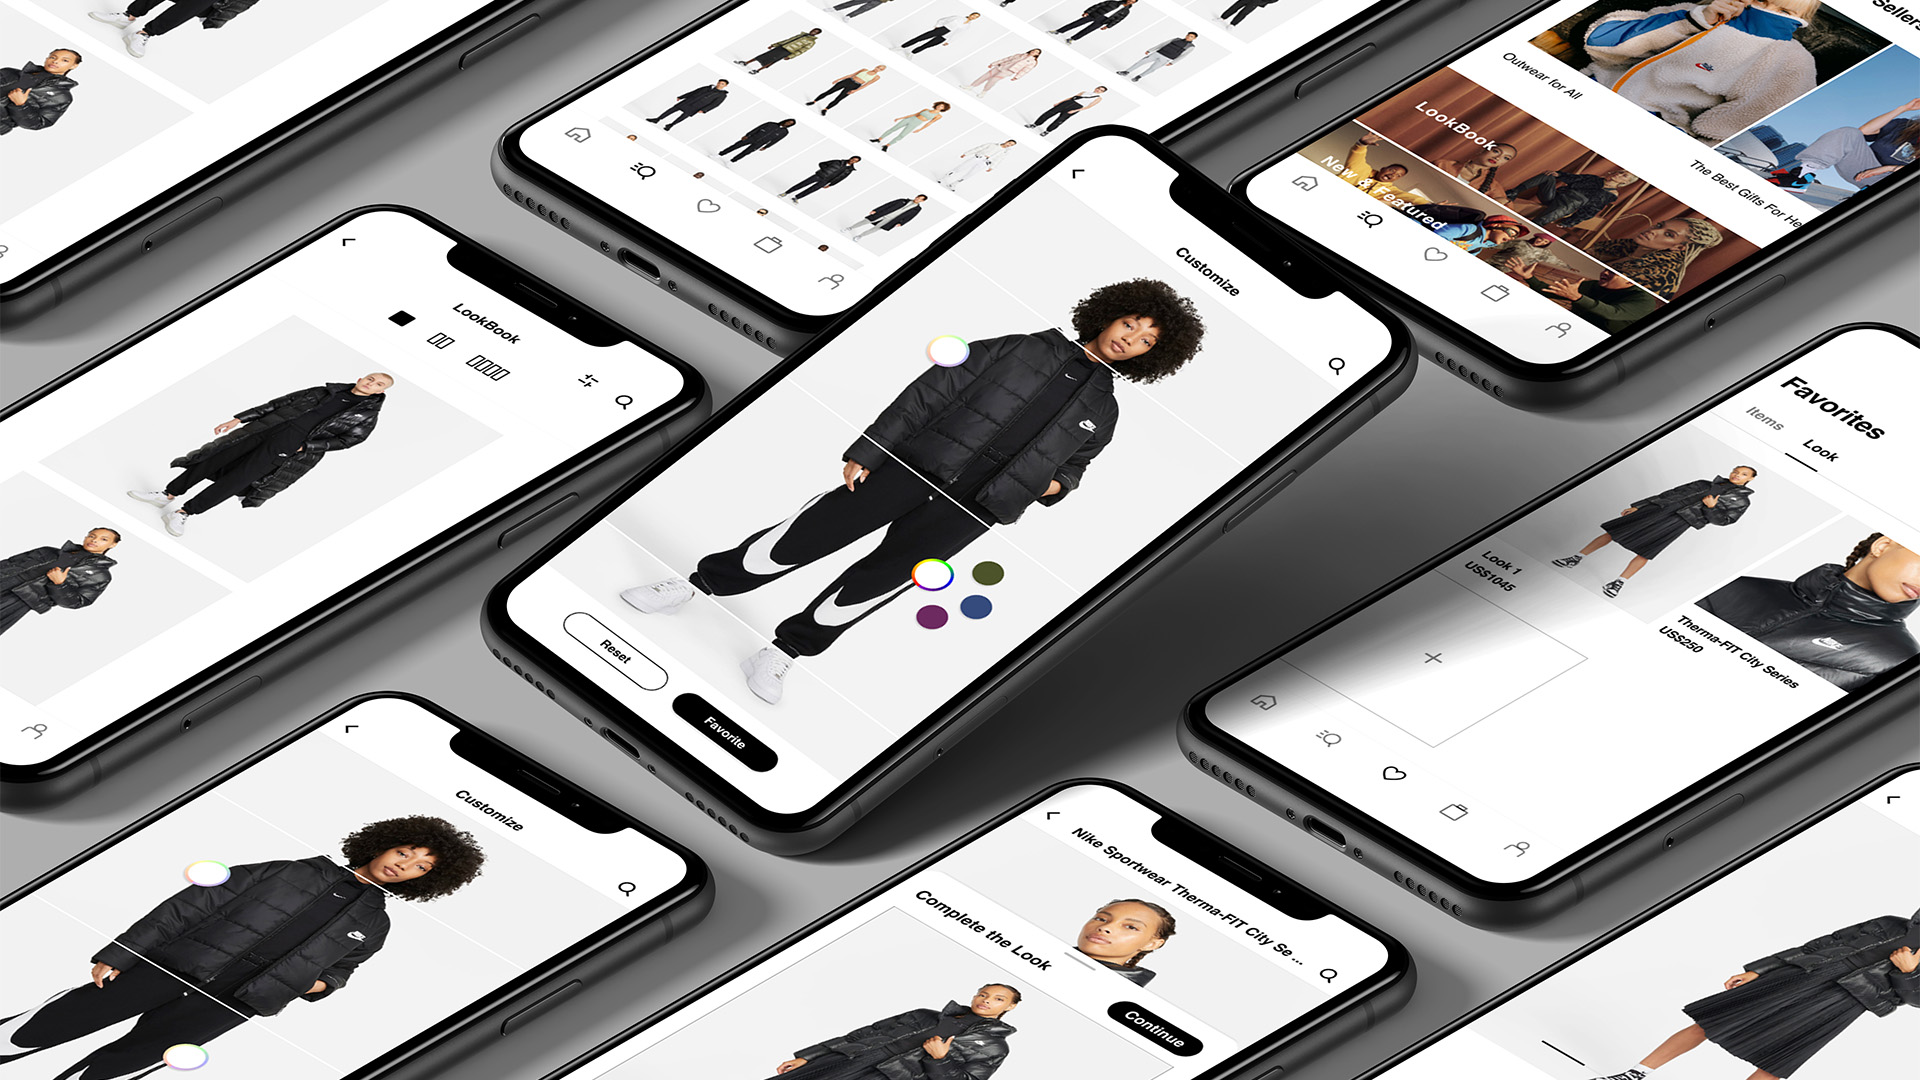 Sellers
Outwear for All
LookBook
The Best Gifts For He
New & Featured
Customize
LookBook
Favorites
Items
Look
Look 1
US$1045
Therma-FIT City Series
US$250
Reset
Favorite
Customize
Nike Sportwear Therma-FIT City Se ...
Complete the Look
Continue